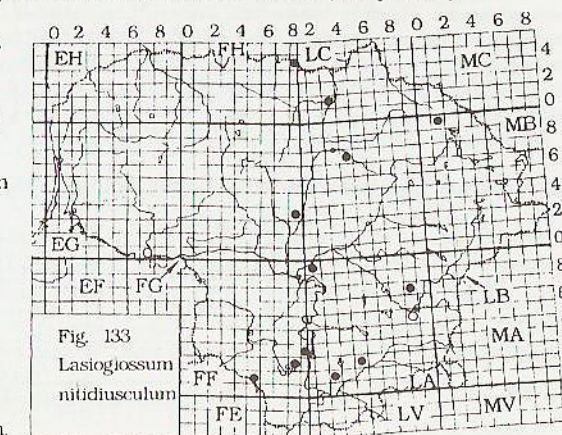 0 2 4 6 8 0 2 4 6 8 2 4 6 8 0 2 4 6 8
EH FH LC MC
4
2
0
MB
8
6
4
2
EG
0
EF FG
8
LB
Fig. 133
MA
Lasioglossum
FF
LA
nitidiusculum
FE LV MV